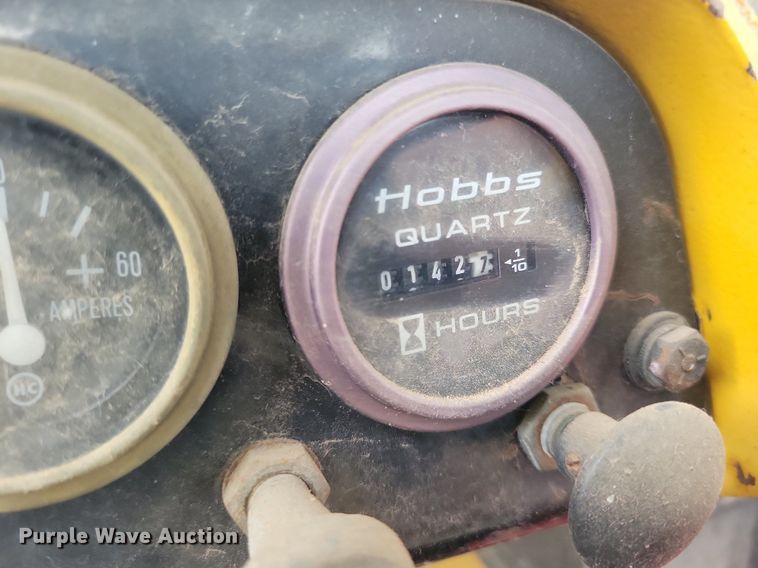 Hobbs
QUARTZ
01427 1/10
HOURS
+ 60
AMPERES
Purple Wave Auction